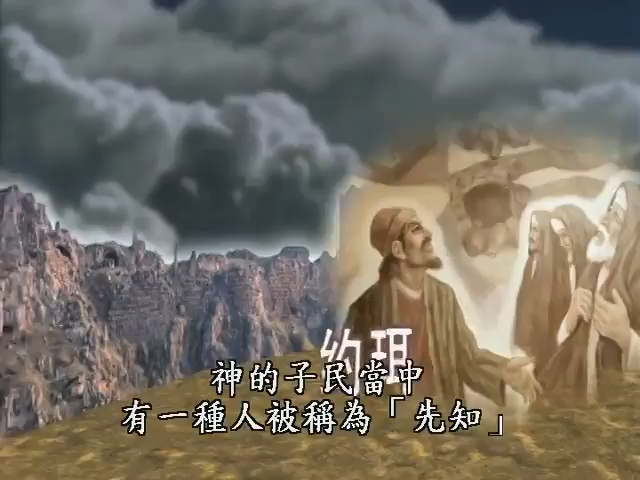 約珥
神的子民當中
有一種人被稱為「先知」